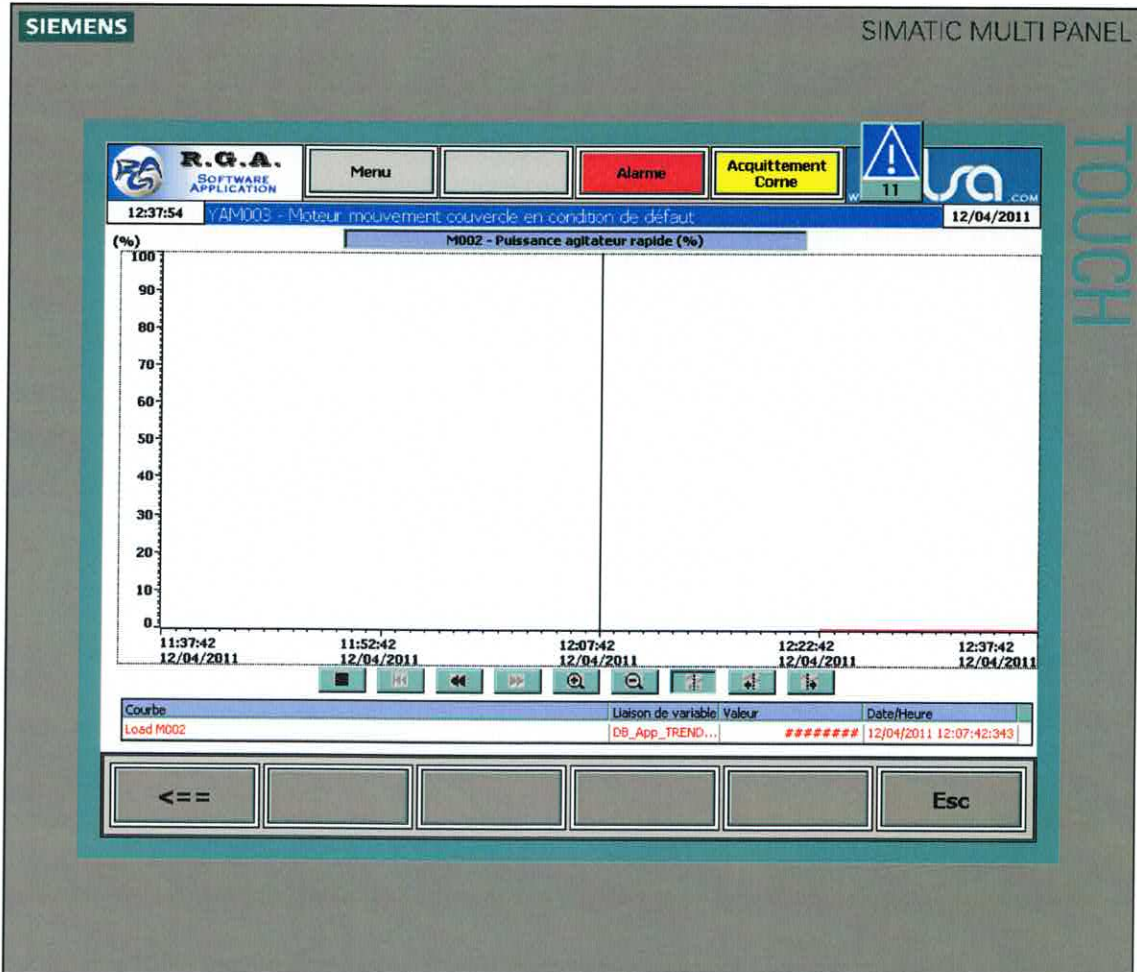 SIEMENS
SIMATIC MULTI PANEL
TOUCH
R.G.A.
SOFTWARE
APPLICATION
Menu
Alarme
Acquittement
Corne
11
w
lsa
.COM
12:37:54
YAM003 - Moteur mouvement couvercle en condition de défaut
12/04/2011
(%)
M002 - Puissance agitateur rapide (%)
100
90
80
70
60
50
40
30
20
10
0
11:37:42 11:52:42 12:07:42 12:22:42 12:37:42
12/04/2011 12/04/2011 12/04/2011 12/04/2011 12/04/2011
Courbe Liaison de variable Valeur Date/Heure
Load M002 DB_App_TREND... ######## 12/04/2011 12:07:42:343
<==
Esc